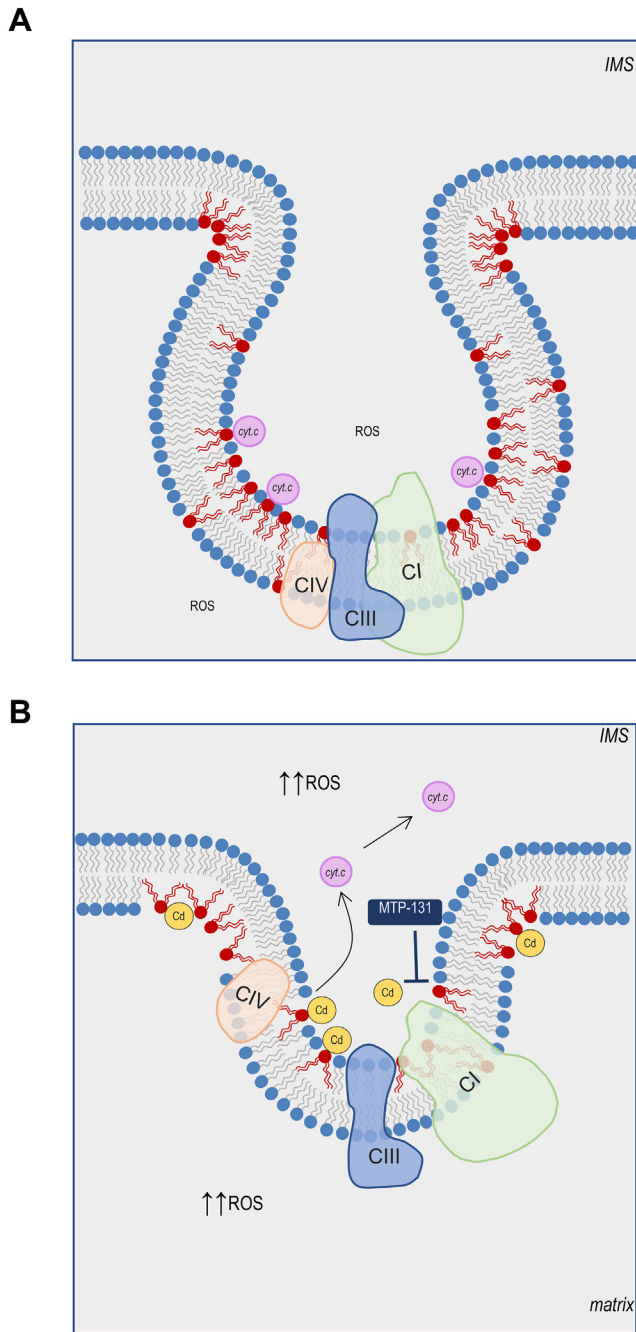 A
IMS
cyt.c
ROS
cyt.c
cyt.c
CI
CIV
ROS
CIII
B
IMS
↑↑ROS
cyt.c
cyt.c
MTP-131
Cd
Cd
Cd
CIV
Cd
Cd
CI
CIII
↑↑ROS
matrix